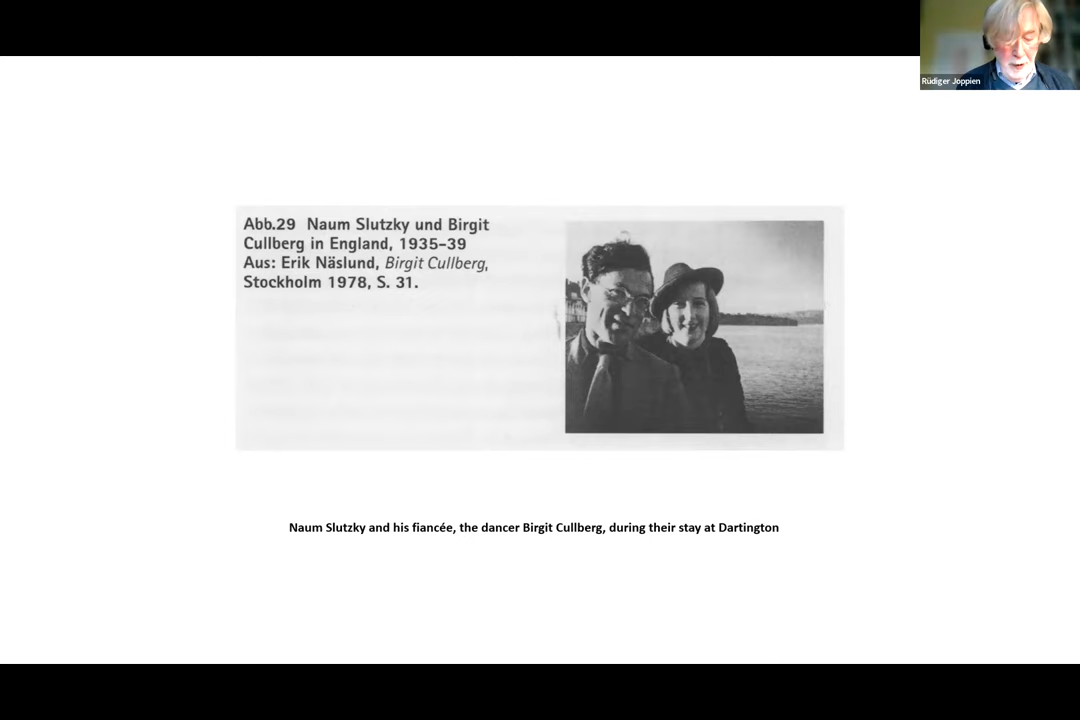 Rüdiger Joppien
Abb.29 Naum Slutzky und Birgit
Cullberg in England, 1935–39
Aus: Erik Näslund, Birgit Cullberg,
Stockholm 1978, S. 31.
Naum Slutzky and his fiancée, the dancer Birgit Cullberg, during their stay at Dartington